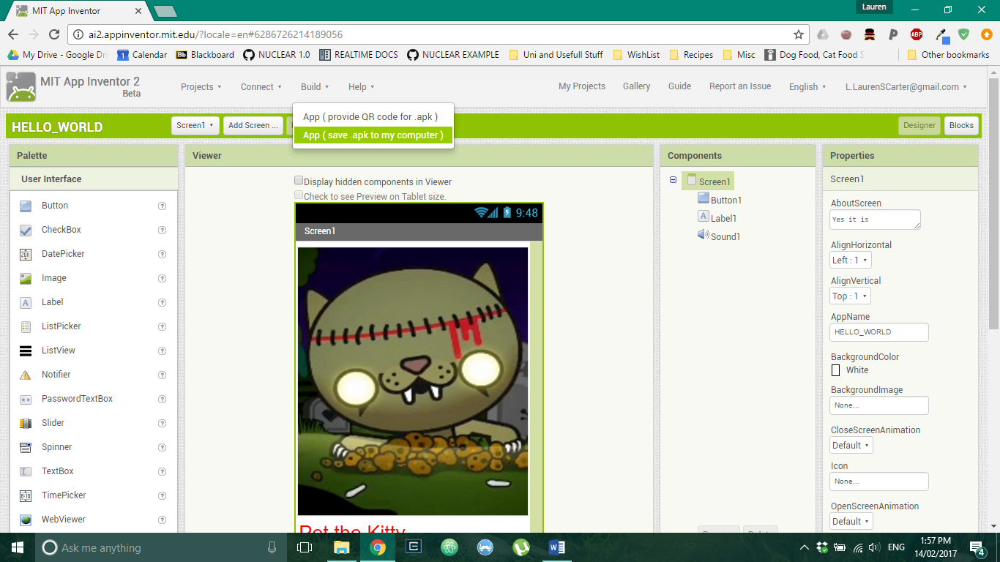 MIT App Inventor
Lauren
ai2.appinventor.mit.edu/?locale=en#6286726214189056
ABP
My Drive - Google Dr
1 Calendar
Bb Blackboard
NUCLEAR 1.0
REALTIME DOCS
NUCLEAR EXAMPLE
Uni and Usefull Stuff
WishList
Recipes
Misc
Dog Food, Cat Food S
Other bookmarks
MIT App Inventor 2
Beta
Projects
Connect
Build
Help
My Projects
Gallery
Guide
Report an Issue
English
L.LaurenSCarter@gmail.com
App ( provide QR code for .apk )
App ( save .apk to my computer )
HELLO_WORLD
Screen1
Add Screen ...
Designer
Blocks
Palette
User Interface
Button
CheckBox
DatePicker
Image
Label
ListPicker
ListView
Notifier
PasswordTextBox
Slider
Spinner
TextBox
TimePicker
WebViewer
Viewer
Display hidden components in Viewer
Check to see Preview on Tablet size.
9:48
Screen1
Pet the Kitty
Components
Screen1
Button1
A Label1
Sound1
Properties
Screen1
AboutScreen
Yes it is
AlignHorizontal
Left : 1
AlignVertical
Top : 1
AppName
HELLO_WORLD
BackgroundColor
White
BackgroundImage
None...
CloseScreenAnimation
Default
Icon
None...
OpenScreenAnimation
Default
Ask me anything
ENG
1:57 PM
14/02/2017
4